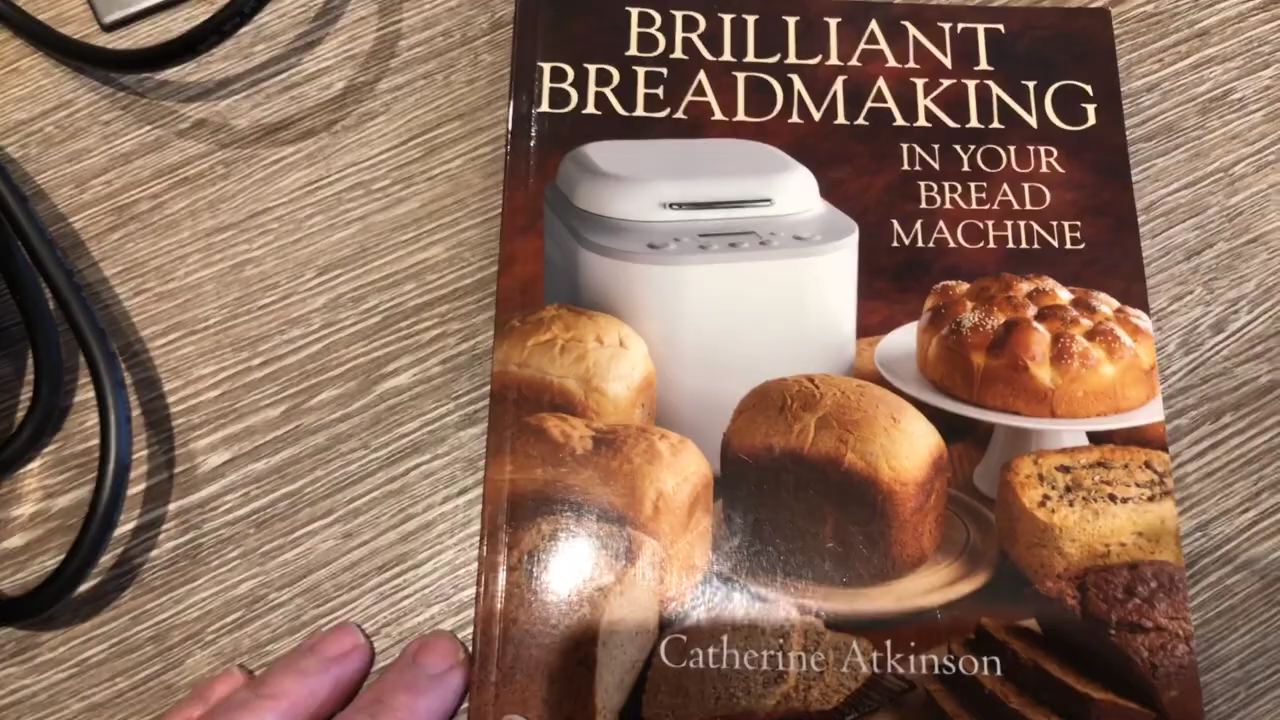 BRILLIANT
BREADMAKING
IN YOUR
BREAD
MACHINE
Catherine Atkinson